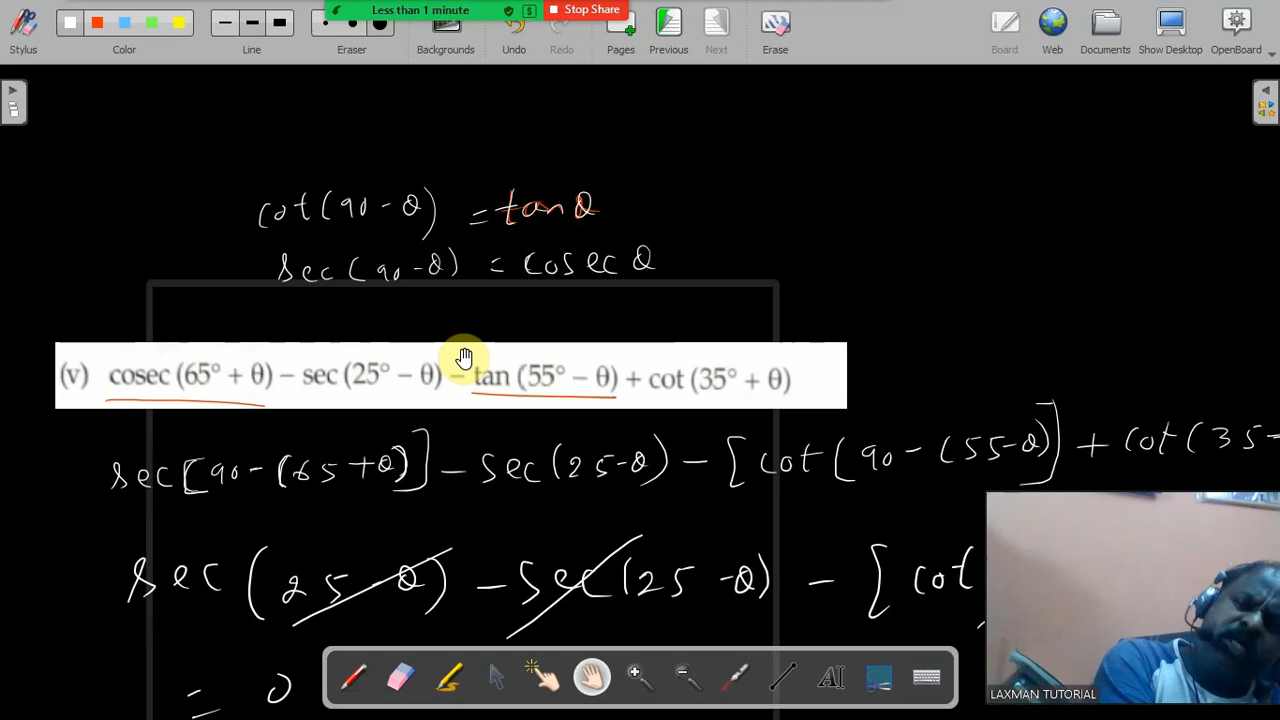 Less than 1 minute $ Stop Share
Stylus Color Line Eraser Backgrounds Undo Redo Pages Previous Next Erase Board Web Documents Show Desktop OpenBoard
cot(90-θ) = tanθ
sec(90-θ) = cosec θ
(v) cosec (65° + θ) – sec (25° – θ) – tan (55° – θ) + cot (35° + θ)
sec[90-(65+θ)] - sec(25-θ) - [cot(90-(55-θ)] + cot(35+
sec(25-θ) - sec(25-θ) - [cot
= 0
LAXMAN TUTORIAL